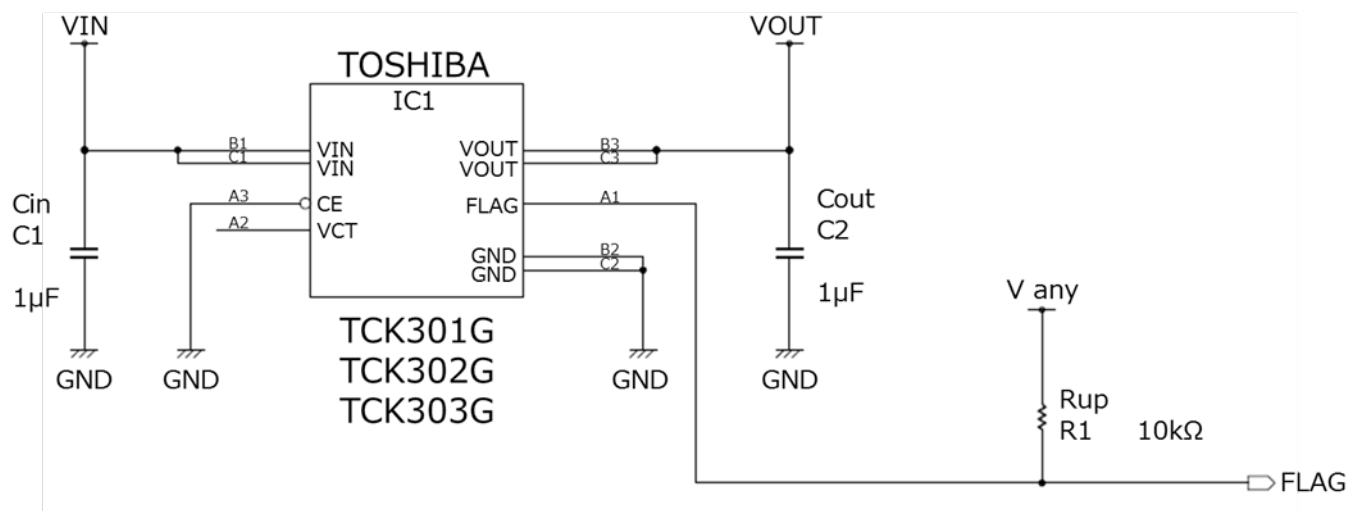 VIN
VOUT
TOSHIBA
IC1
B1
C1
VIN
VIN
VOUT
VOUT
B3
C3
A3
CE
FLAG
A1
A2
VCT
GND
GND
B2
C2
Cin
C1
1µF
Cout
C2
1µF
GND
GND
GND
GND
TCK301G
TCK302G
TCK303G
V any
Rup
R1 10kΩ
FLAG